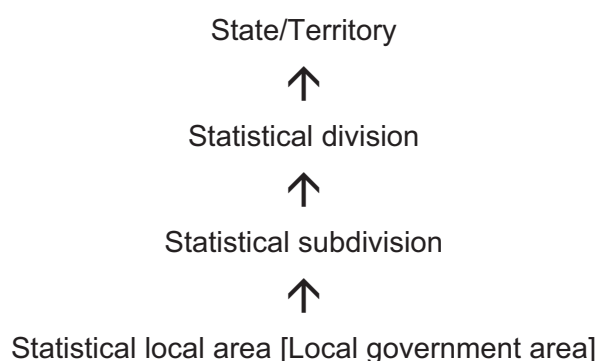 State/Territory
↑
Statistical division
↑
Statistical subdivision
↑
Statistical local area [Local government area]